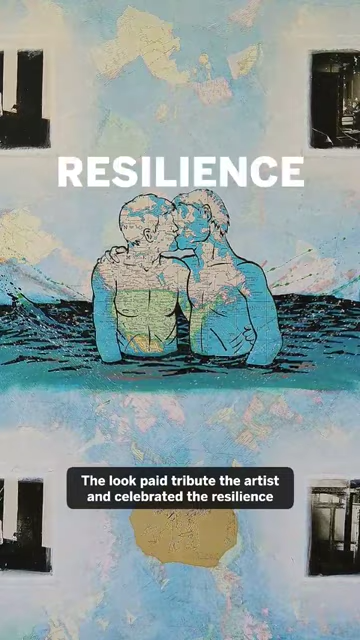 RESILIENCE
The look paid tribute the artist
and celebrated the resilience